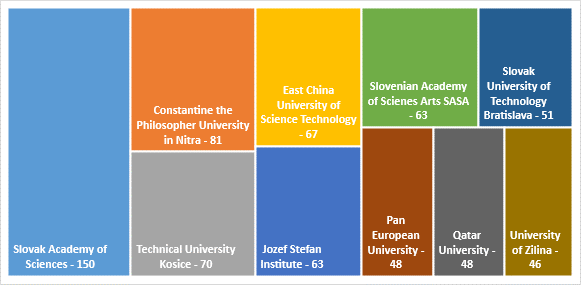 Slovak Academy of
Sciences - 150
Constantine the
Philosopher University
in Nitra - 81
Technical University
Kosice - 70
East China
University of
Science Technology
- 67
Jozef Stefan
Institute - 63
Slovenian Academy
of Scienes Arts SASA
- 63
Slovak
University of
Technology
Bratislava - 51
Pan
European
University -
48
Qatar
University -
48
University
of Zilina -
46